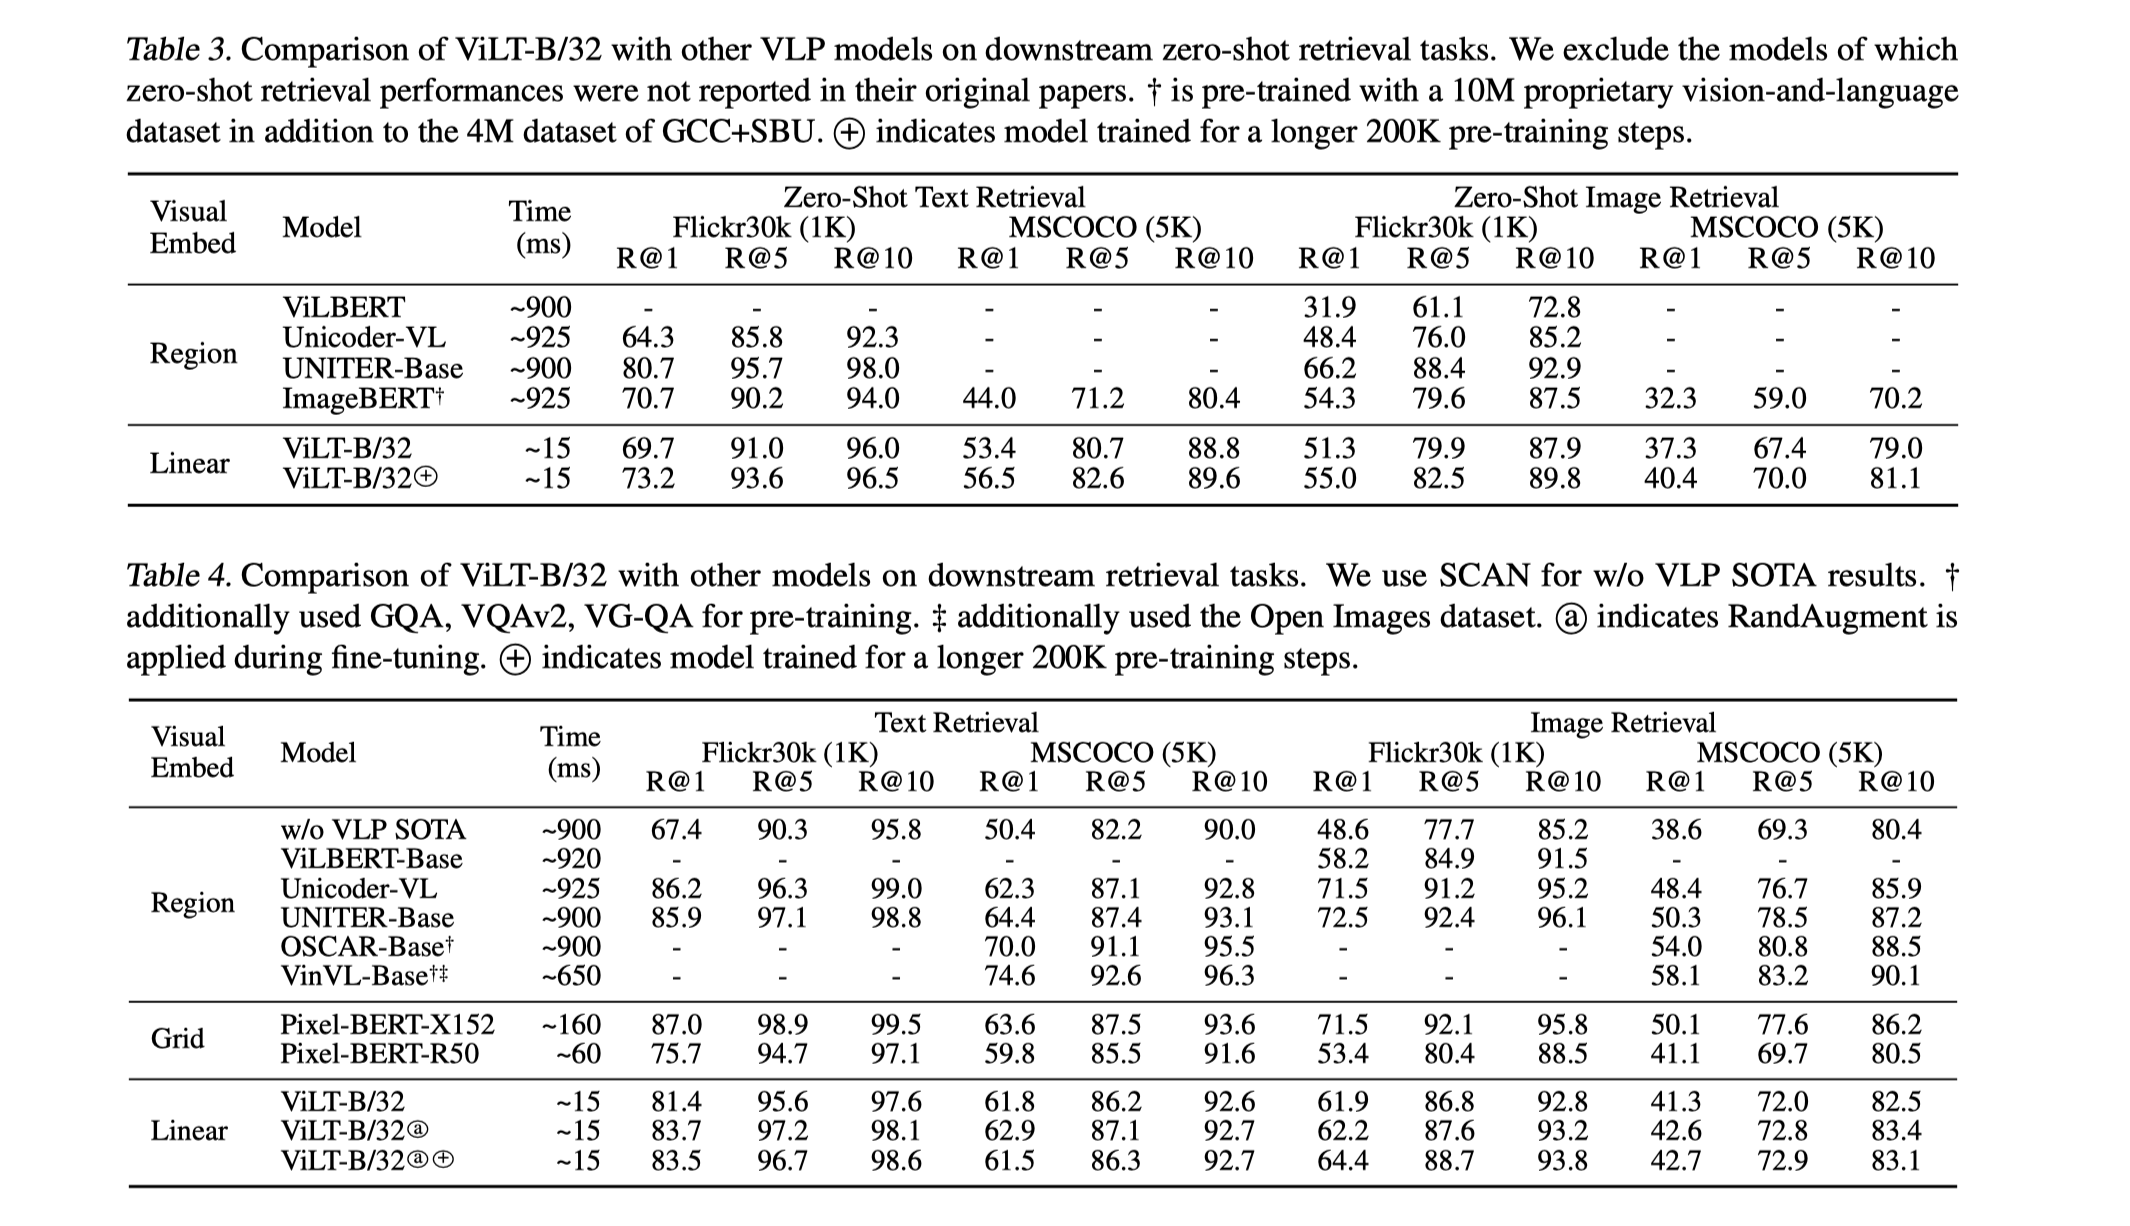 Table 3. Comparison of ViLT-B/32 with other VLP models on downstream zero-shot retrieval tasks. We exclude the models of which
zero-shot retrieval performances were not reported in their original papers. † is pre-trained with a 10M proprietary vision-and-language
dataset in addition to the 4M dataset of GCC+SBU. ⊕ indicates model trained for a longer 200K pre-training steps.
Visual Embed Model Time (ms) Zero-Shot Text Retrieval Zero-Shot Image Retrieval
Flickr30k (1K) MSCOCO (5K) Flickr30k (1K) MSCOCO (5K)
R@1 R@5 R@10 R@1 R@5 R@10 R@1 R@5 R@10 R@1 R@5 R@10
Region
ViLBERT ~900 - - - - - - 31.9 61.1 72.8 - - -
Unicoder-VL ~925 64.3 85.8 92.3 - - - 48.4 76.0 85.2 - - -
UNITER-Base ~900 80.7 95.7 98.0 - - - 66.2 88.4 92.9 - - -
ImageBERT† ~925 70.7 90.2 94.0 44.0 71.2 80.4 54.3 79.6 87.5 32.3 59.0 70.2
Linear
ViLT-B/32 ~15 69.7 91.0 96.0 53.4 80.7 88.8 51.3 79.9 87.9 37.3 67.4 79.0
ViLT-B/32⊕ ~15 73.2 93.6 96.5 56.5 82.6 89.6 55.0 82.5 89.8 40.4 70.0 81.1
Table 4. Comparison of ViLT-B/32 with other models on downstream retrieval tasks. We use SCAN for w/o VLP SOTA results. †
additionally used GQA, VQAv2, VG-QA for pre-training. ‡ additionally used the Open Images dataset. ⓐ indicates RandAugment is
applied during fine-tuning. ⊕ indicates model trained for a longer 200K pre-training steps.
Visual Embed Model Time (ms) Text Retrieval Image Retrieval
Flickr30k (1K) MSCOCO (5K) Flickr30k (1K) MSCOCO (5K)
R@1 R@5 R@10 R@1 R@5 R@10 R@1 R@5 R@10 R@1 R@5 R@10
Region
w/o VLP SOTA ~900 67.4 90.3 95.8 50.4 82.2 90.0 48.6 77.7 85.2 38.6 69.3 80.4
ViLBERT-Base ~920 - - - - - - 58.2 84.9 91.5 - - -
Unicoder-VL ~925 86.2 96.3 99.0 62.3 87.1 92.8 71.5 91.2 95.2 48.4 76.7 85.9
UNITER-Base ~900 85.9 97.1 98.8 64.4 87.4 93.1 72.5 92.4 96.1 50.3 78.5 87.2
OSCAR-Base† ~900 - - - 70.0 91.1 95.5 - - - 54.0 80.8 88.5
VinVL-Base†‡ ~650 - - - 74.6 92.6 96.3 - - - 58.1 83.2 90.1
Grid
Pixel-BERT-X152 ~160 87.0 98.9 99.5 63.6 87.5 93.6 71.5 92.1 95.8 50.1 77.6 86.2
Pixel-BERT-R50 ~60 75.7 94.7 97.1 59.8 85.5 91.6 53.4 80.4 88.5 41.1 69.7 80.5
Linear
ViLT-B/32 ~15 81.4 95.6 97.6 61.8 86.2 92.6 61.9 86.8 92.8 41.3 72.0 82.5
ViLT-B/32ⓐ ~15 83.7 97.2 98.1 62.9 87.1 92.7 62.2 87.6 93.2 42.6 72.8 83.4
ViLT-B/32ⓐ⊕ ~15 83.5 96.7 98.6 61.5 86.3 92.7 64.4 88.7 93.8 42.7 72.9 83.1